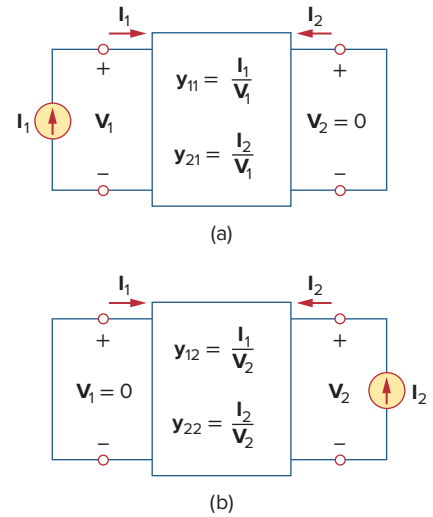 I₁ I₂
+ y₁₁ = I₁/V₁ +
I₁ V₁ V₂ = 0
y₂₁ = I₂/V₁
− −
(a)
I₁ I₂
+ y₁₂ = I₁/V₂ +
V₁ = 0 V₂ I₂
y₂₂ = I₂/V₂
− −
(b)